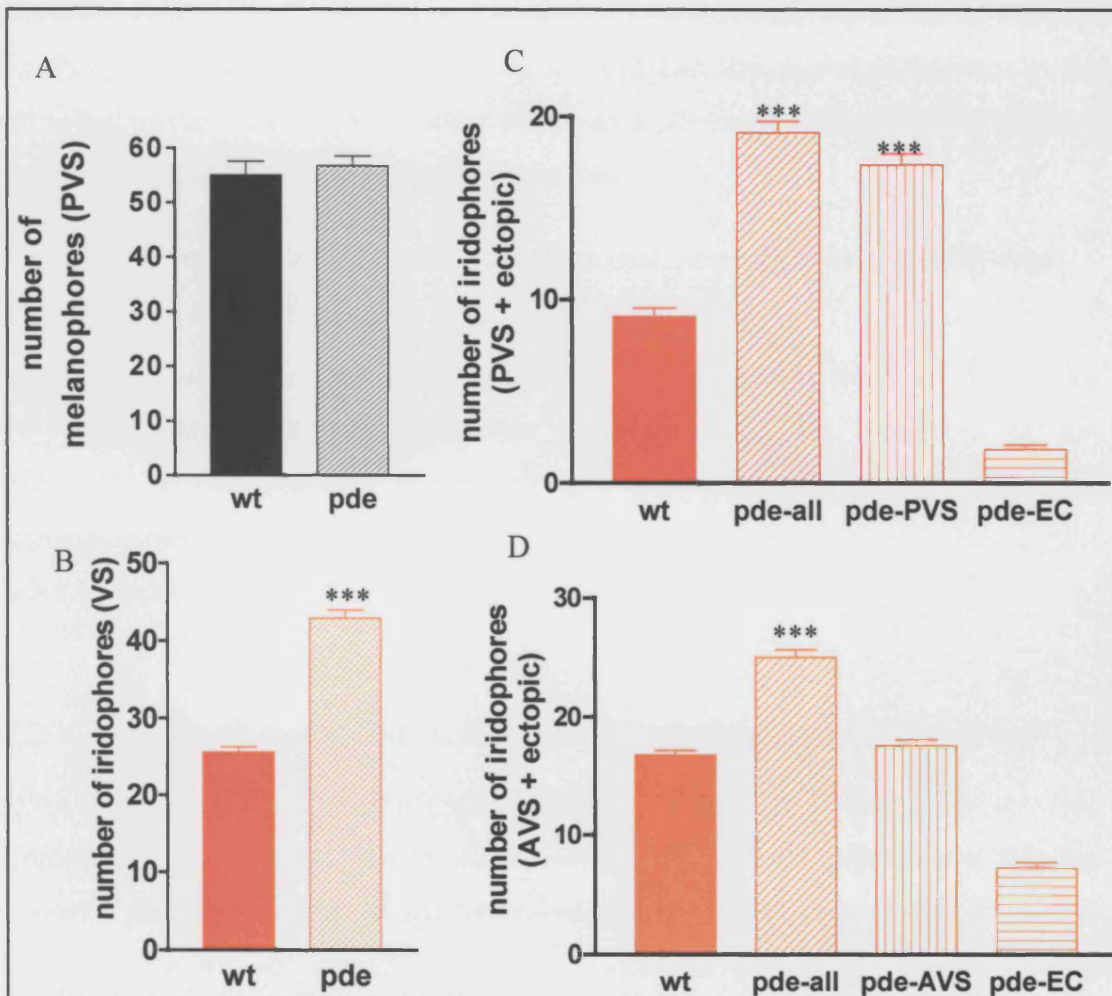 A
number of
melanophores (PVS)
60
50
40
30
20
10
0
wt pde
B
number of iridophores (VS)
50
40
30
20
10
0
***
wt pde
C
number of iridophores
(PVS + ectopic)
20
10
0
***
***
wt pde-all pde-PVS pde-EC
D
number of iridophores
(AVS + ectopic)
30
20
10
0
***
wt pde-all pde-AVS pde-EC